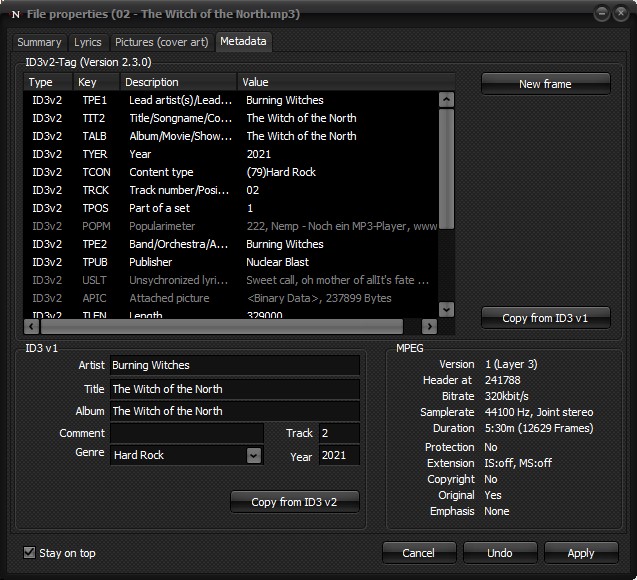 N File properties (02 - The Witch of the North.mp3)
Summary Lyrics Pictures (cover art) Metadata
ID3v2-Tag (Version 2.3.0)
Type Key Description Value
ID3v2 TPE1 Lead artist(s)/Lead... Burning Witches
ID3v2 TIT2 Title/Songname/Co... The Witch of the North
ID3v2 TALB Album/Movie/Show... The Witch of the North
ID3v2 TYER Year 2021
ID3v2 TCON Content type (79)Hard Rock
ID3v2 TRCK Track number/Posi... 02
ID3v2 TPOS Part of a set 1
ID3v2 POPM Popularimeter 222, Nemp - Noch ein MP3-Player, www
ID3v2 TPE2 Band/Orchestra/A... Burning Witches
ID3v2 TPUB Publisher Nuclear Blast
ID3v2 USLT Unsychronized lyri... Sweet call, oh mother of allIt's fate ...
ID3v2 APIC Attached picture <Binary Data>, 237899 Bytes
ID3v2 TLEN Length 329000
New frame
Copy from ID3 v1
ID3 v1
Artist Burning Witches
Title The Witch of the North
Album The Witch of the North
Comment Track 2
Genre Hard Rock Year 2021
Copy from ID3 v2
MPEG
Version 1 (Layer 3)
Header at 241788
Bitrate 320kbit/s
Samplerate 44100 Hz, Joint stereo
Duration 5:30m (12629 Frames)
Protection No
Extension IS:off, MS:off
Copyright No
Original Yes
Emphasis None
Stay on top
Cancel Undo Apply